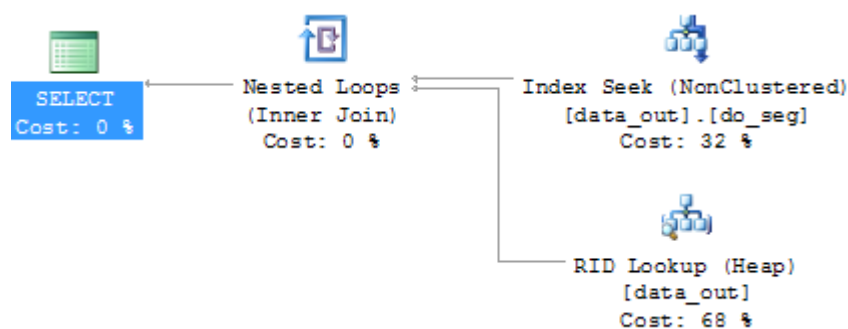 SELECT
Cost: 0 %
Nested Loops
(Inner Join)
Cost: 0 %
Index Seek (NonClustered)
[data_out].[do_seg]
Cost: 32 %
RID Lookup (Heap)
[data_out]
Cost: 68 %